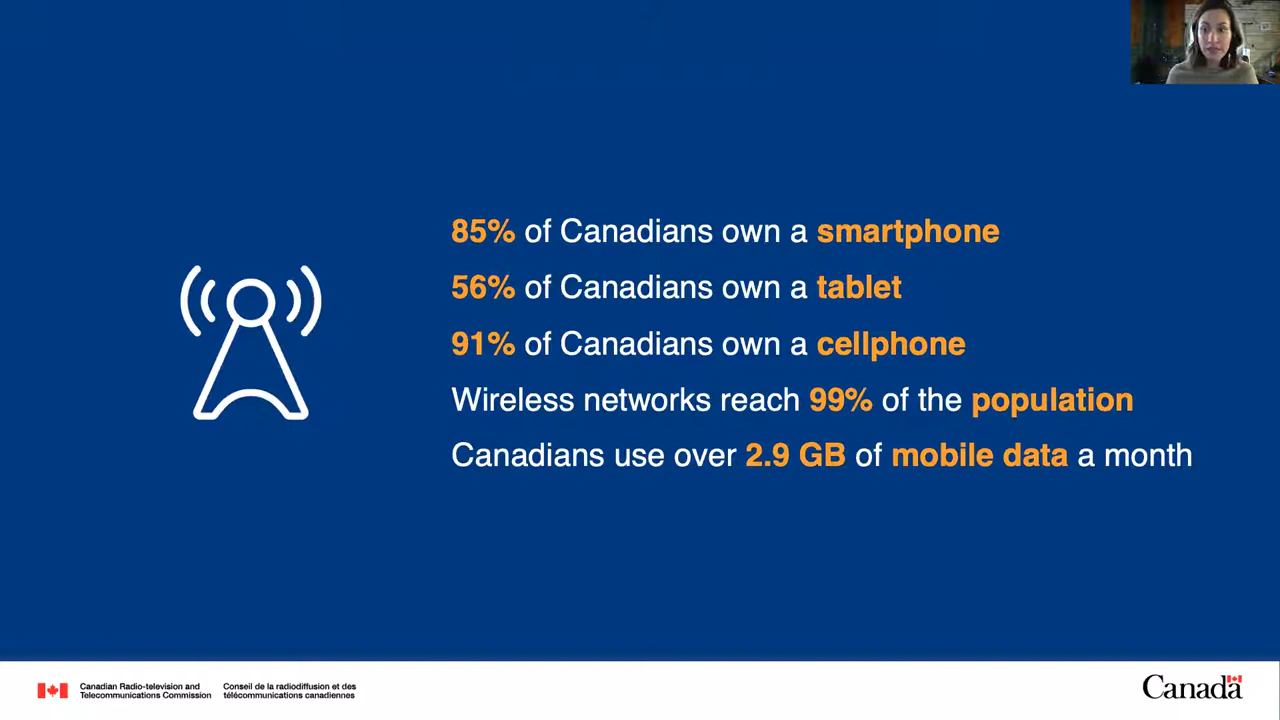 85% of Canadians own a smartphone
56% of Canadians own a tablet
91% of Canadians own a cellphone
Wireless networks reach 99% of the population
Canadians use over 2.9 GB of mobile data a month
Canadian Radio-television and
Telecommunications Commission
Conseil de la radiodiffusion et des
télécommunications canadiennes
Canada